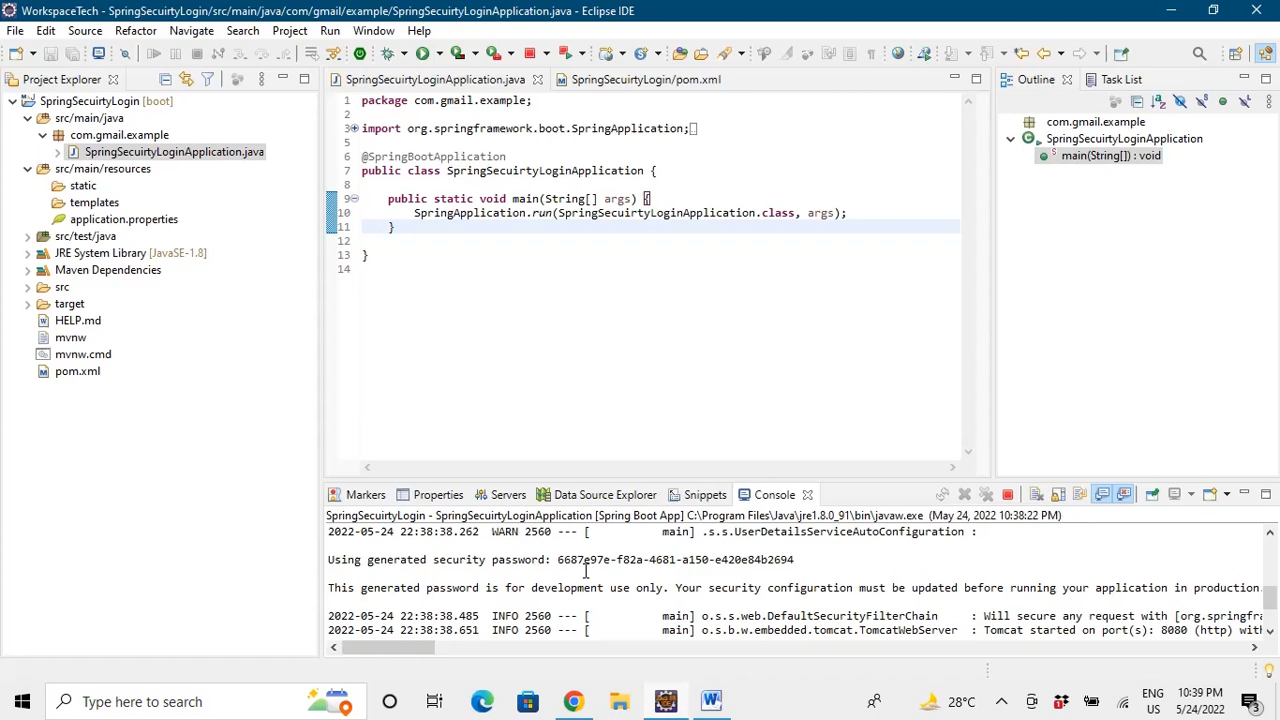 WorkspaceTech - SpringSecuirtyLogin/src/main/java/com/gmail/example/SpringSecuirtyLoginApplication.java - Eclipse IDE
File Edit Source Refactor Navigate Search Project Run Window Help
Project Explorer
SpringSecuirtyLogin [boot]
src/main/java
com.gmail.example
SpringSecuirtyLoginApplication.java
src/main/resources
static
templates
application.properties
src/test/java
JRE System Library [JavaSE-1.8]
Maven Dependencies
src
target
HELP.md
mvnw
mvnw.cmd
pom.xml
SpringSecuirtyLoginApplication.java SpringSecuirtyLogin/pom.xml
1 package com.gmail.example;
2
3 import org.springframework.boot.SpringApplication;
5
6 @SpringBootApplication
7 public class SpringSecuirtyLoginApplication {
8
9 public static void main(String[] args) {
10 SpringApplication.run(SpringSecuirtyLoginApplication.class, args);
11 }
12
13 }
14
Outline Task List
com.gmail.example
SpringSecuirtyLoginApplication
main(String[]) : void
Markers Properties Servers Data Source Explorer Snippets Console
SpringSecuirtyLogin - SpringSecuirtyLoginApplication [Spring Boot App] C:\Program Files\Java\jre1.8.0_91\bin\javaw.exe (May 24, 2022 10:38:22 PM)
2022-05-24 22:38:38.262 WARN 2560 --- [ main] .s.s.UserDetailsServiceAutoConfiguration :
Using generated security password: 6687e97e-f82a-4681-a150-e420e84b2694
This generated password is for development use only. Your security configuration must be updated before running your application in production.
2022-05-24 22:38:38.485 INFO 2560 --- [ main] o.s.s.web.DefaultSecurityFilterChain : Will secure any request with [org.springfra
2022-05-24 22:38:38.651 INFO 2560 --- [ main] o.s.b.w.embedded.tomcat.TomcatWebServer : Tomcat started on port(s): 8080 (http) with
Type here to search
28°C
ENG
US
10:39 PM
5/24/2022
3